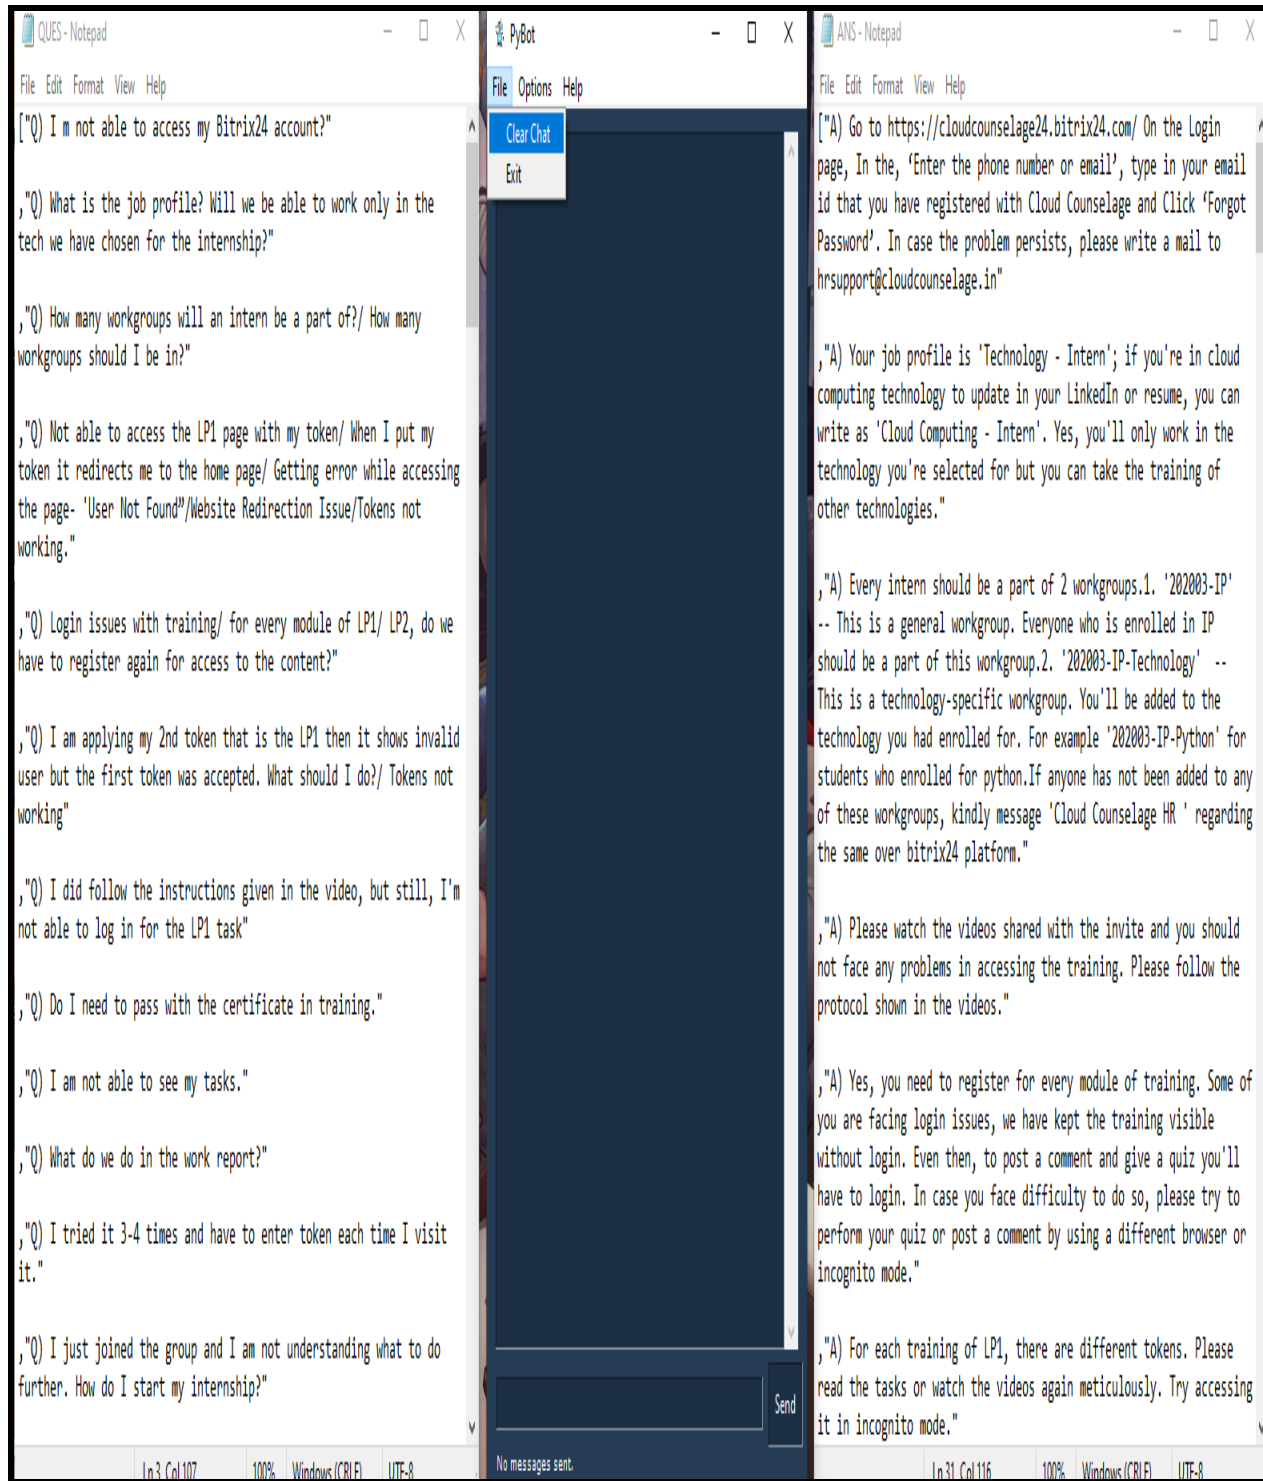 QUES - Notepad
File Edit Format View Help
["Q) I m not able to access my Bitrix24 account?"
,"Q) What is the job profile? Will we be able to work only in the
tech we have chosen for the internship?"
,"Q) How many workgroups will an intern be a part of?/ How many
workgroups should I be in?"
,"Q) Not able to access the LP1 page with my token/ When I put my
token it redirects me to the home page/ Getting error while accessing
the page- 'User Not Found”/Website Redirection Issue/Tokens not
working."
,"Q) Login issues with training/ for every module of LP1/ LP2, do we
have to register again for access to the content?"
,"Q) I am applying my 2nd token that is the LP1 then it shows invalid
user but the first token was accepted. What should I do?/ Tokens not
working"
,"Q) I did follow the instructions given in the video, but still, I'm
not able to log in for the LP1 task"
,"Q) Do I need to pass with the certificate in training."
,"Q) I am not able to see my tasks."
,"Q) What do we do in the work report?"
,"Q) I tried it 3-4 times and have to enter token each time I visit
it."
,"Q) I just joined the group and I am not understanding what to do
further. How do I start my internship?"
Ln 3, Col 107 100% Windows (CRLF) UTF-8
PyBot
File Options Help
Clear Chat
Exit
Send
No messages sent.
ANS - Notepad
File Edit Format View Help
["A) Go to https://cloudcounselage24.bitrix24.com/ On the Login
page, In the, ‘Enter the phone number or email’, type in your email
id that you have registered with Cloud Counselage and Click ‘Forgot
Password’. In case the problem persists, please write a mail to
hrsupport@cloudcounselage.in"
,"A) Your job profile is 'Technology - Intern'; if you're in cloud
computing technology to update in your LinkedIn or resume, you can
write as 'Cloud Computing - Intern'. Yes, you'll only work in the
technology you're selected for but you can take the training of
other technologies."
,"A) Every intern should be a part of 2 workgroups.1. '202003-IP'
-- This is a general workgroup. Everyone who is enrolled in IP
should be a part of this workgroup.2. '202003-IP-Technology' --
This is a technology-specific workgroup. You'll be added to the
technology you had enrolled for. For example '202003-IP-Python' for
students who enrolled for python.If anyone has not been added to any
of these workgroups, kindly message 'Cloud Counselage HR ' regarding
the same over bitrix24 platform."
,"A) Please watch the videos shared with the invite and you should
not face any problems in accessing the training. Please follow the
protocol shown in the videos."
,"A) Yes, you need to register for every module of training. Some of
you are facing login issues, we have kept the training visible
without login. Even then, to post a comment and give a quiz you'll
have to login. In case you face difficulty to do so, please try to
perform your quiz or post a comment by using a different browser or
incognito mode."
,"A) For each training of LP1, there are different tokens. Please
read the tasks or watch the videos again meticulously. Try accessing
it in incognito mode."
Ln 31, Col 116 100% Windows (CRLF) UTF-8